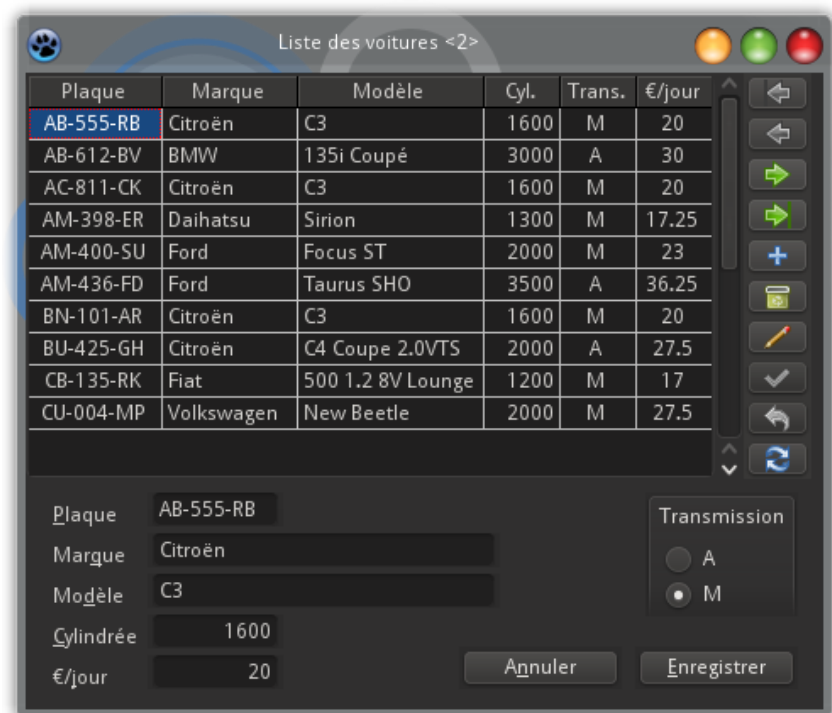 Liste des voitures <2>
Plaque Marque Modèle Cyl. Trans. €/jour
AB-555-RB Citroën C3 1600 M 20
AB-612-BV BMW 135i Coupé 3000 A 30
AC-811-CK Citroën C3 1600 M 20
AM-398-ER Daihatsu Sirion 1300 M 17.25
AM-400-SU Ford Focus ST 2000 M 23
AM-436-FD Ford Taurus SHO 3500 A 36.25
BN-101-AR Citroën C3 1600 M 20
BU-425-GH Citroën C4 Coupe 2.0VTS 2000 A 27.5
CB-135-RK Fiat 500 1.2 8V Lounge 1200 M 17
CU-004-MP Volkswagen New Beetle 2000 M 27.5
Plaque AB-555-RB
Marque Citroën
Modèle C3
Cylindrée 1600
€/jour 20
Transmission
A
M
Annuler Enregistrer